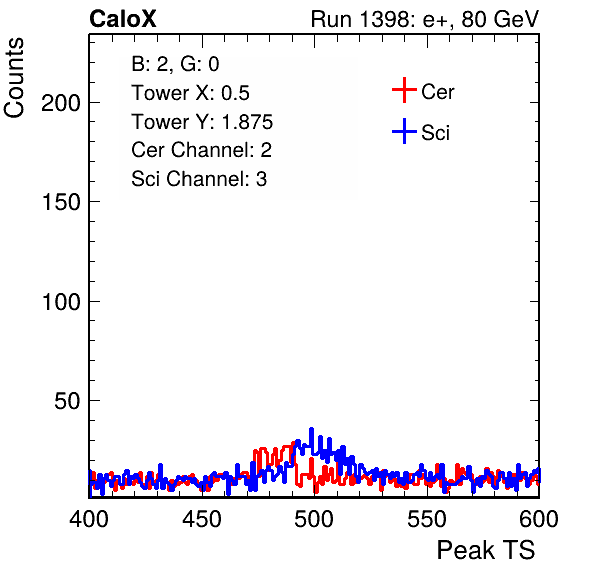 CaloX Run 1398: e+, 80 GeV
Counts
B: 2, G: 0
Tower X: 0.5
Tower Y: 1.875
Cer Channel: 2
Sci Channel: 3
Cer
Sci
200
150
100
50
400 450 500 550 600
Peak TS